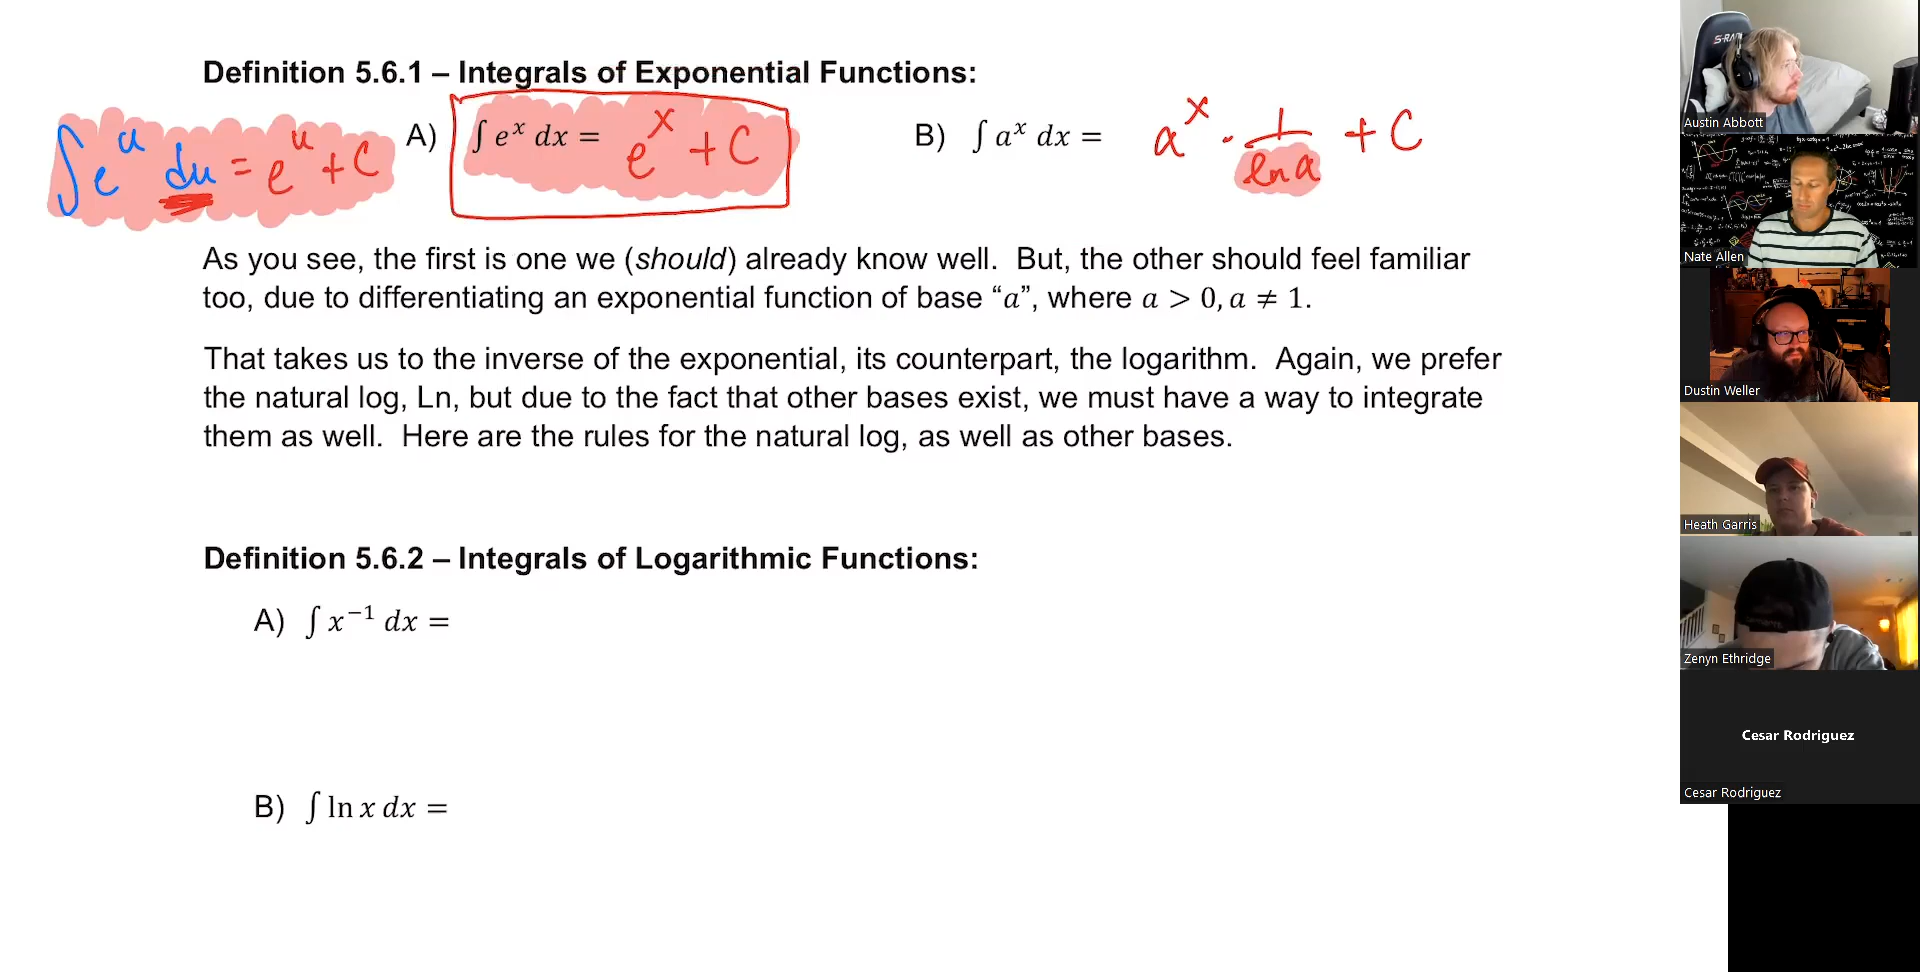 Definition 5.6.1 – Integrals of Exponential Functions:
∫e^u du = e^u + C
A) ∫ e^x dx = e^x + C
B) ∫ a^x dx = a^x · 1/ln a + C
As you see, the first is one we (should) already know well. But, the other should feel familiar
too, due to differentiating an exponential function of base “a”, where a > 0, a ≠ 1.
That takes us to the inverse of the exponential, its counterpart, the logarithm. Again, we prefer
the natural log, Ln, but due to the fact that other bases exist, we must have a way to integrate
them as well. Here are the rules for the natural log, as well as other bases.
Definition 5.6.2 – Integrals of Logarithmic Functions:
A) ∫ x^−1 dx =
B) ∫ ln x dx =
Austin Abbott
Nate Allen
Dustin Weller
Heath Garris
Zenyn Ethridge
Cesar Rodriguez
Cesar Rodriguez